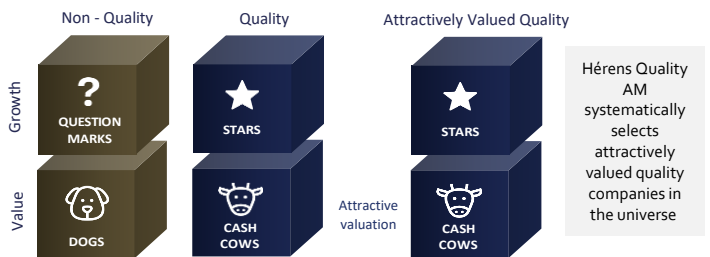 Non - Quality
Quality
Attractively Valued Quality
Growth
?
QUESTION
MARKS
STARS
STARS
Value
DOGS
CASH
COWS
Attractive
valuation
CASH
COWS
Hérens Quality
AM
systematically
selects
attractively
valued quality
companies in
the universe